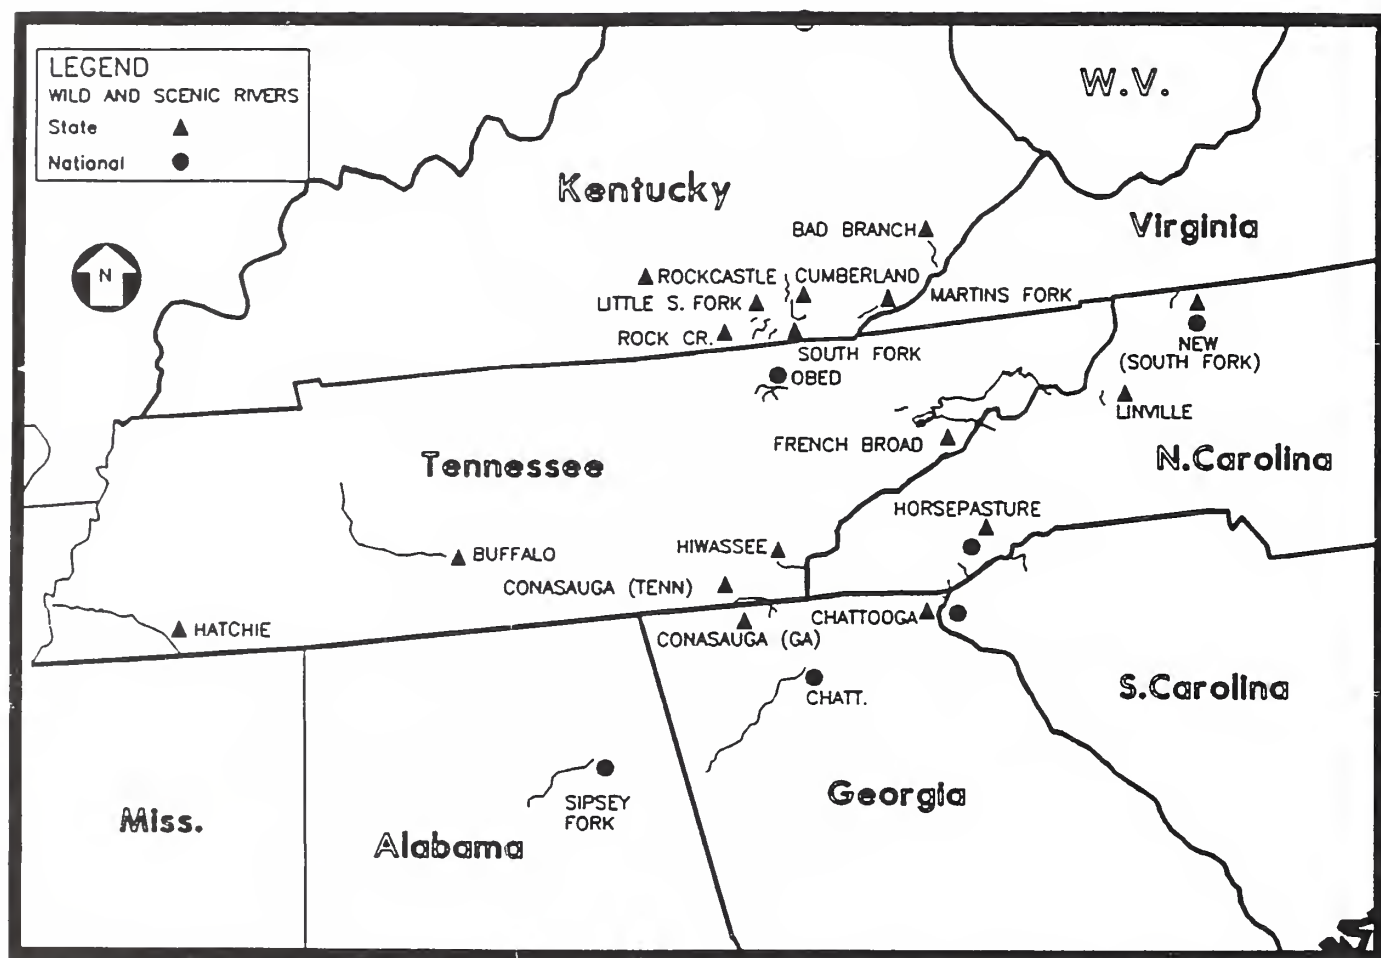 LEGEND
WILD AND SCENIC RIVERS
State
National
N
W.V.
Kentucky
Virginia
BAD BRANCH
ROCKCASTLE
CUMBERLAND
LITTLE S. FORK
MARTINS FORK
ROCK CR.
SOUTH FORK
NEW
(SOUTH FORK)
OBED
LINVILLE
FRENCH BROAD
Tennessee
N.Carolina
HORSEPASTURE
BUFFALO
HIWASSEE
CONASAUGA (TENN)
HATCHIE
CHATTOOGA
CONASAUGA (GA)
CHATT.
S.Carolina
SIPSEY
FORK
Georgia
Miss.
Alabama